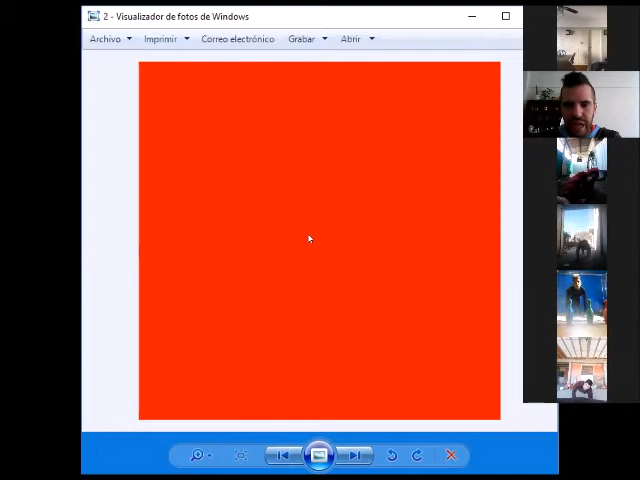 2 - Visualizador de fotos de Windows
Archivo Imprimir Correo electrónico Grabar Abrir